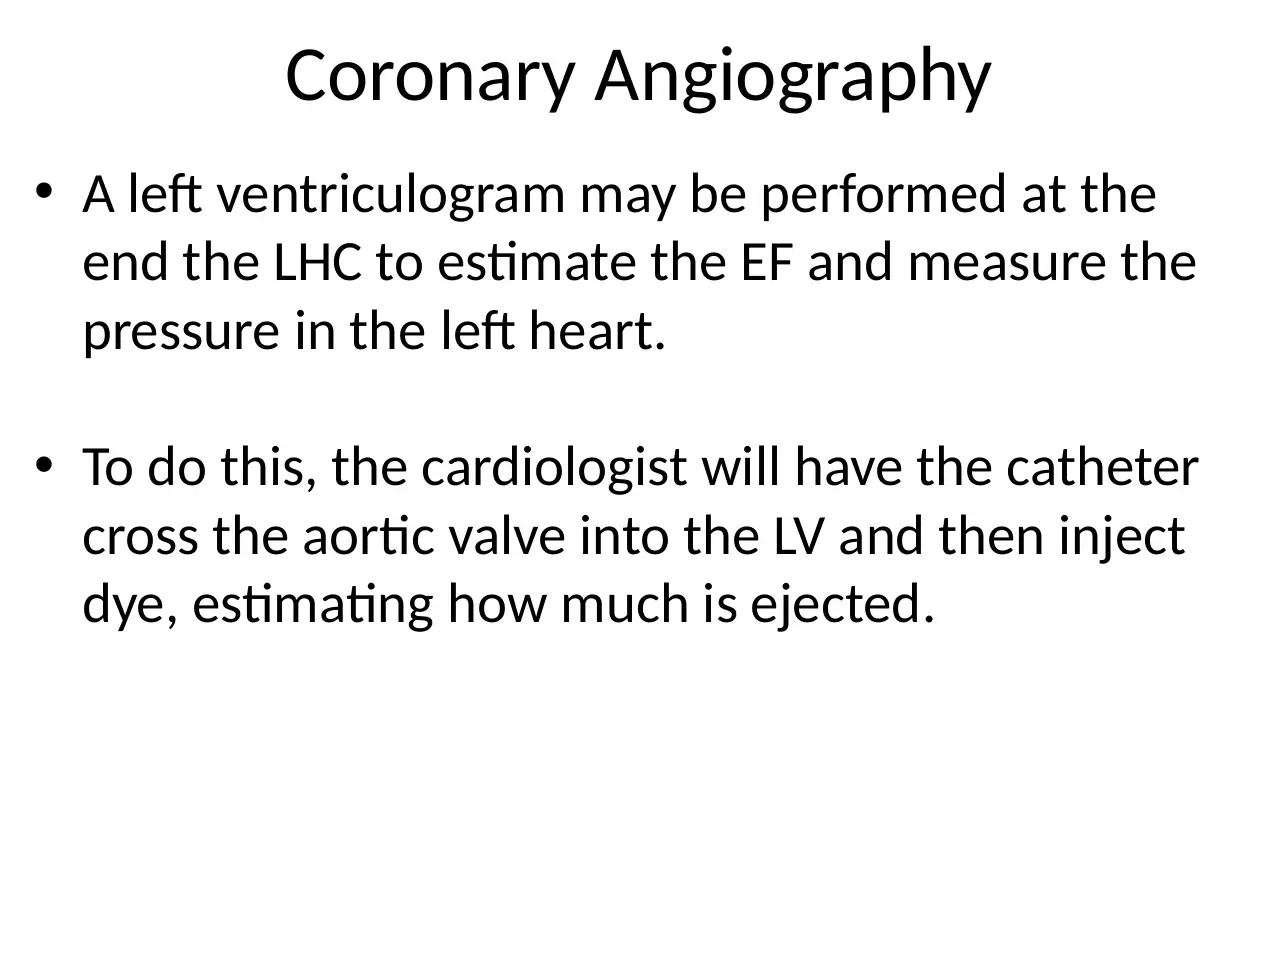 Coronary Angiography
• A left ventriculogram may be performed at the
end the LHC to estimate the EF and measure the
pressure in the left heart.
• To do this, the cardiologist will have the catheter
cross the aortic valve into the LV and then inject
dye, estimating how much is ejected.